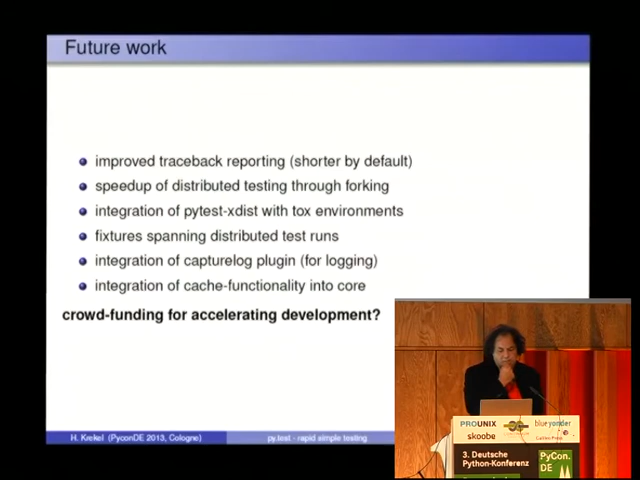 Future work
improved traceback reporting (shorter by default)
speedup of distributed testing through forking
integration of pytest-xdist with tox environments
fixtures spanning distributed test runs
integration of capturelog plugin (for logging)
integration of cache-functionality into core
crowd-funding for accelerating development?
H. Krekel (PyconDE 2013, Cologne)
py.test - rapid simple testing
PROUNIX
blueyonder
skoobe
3. Deutsche
Python-Konferenz
PyCon.
DE